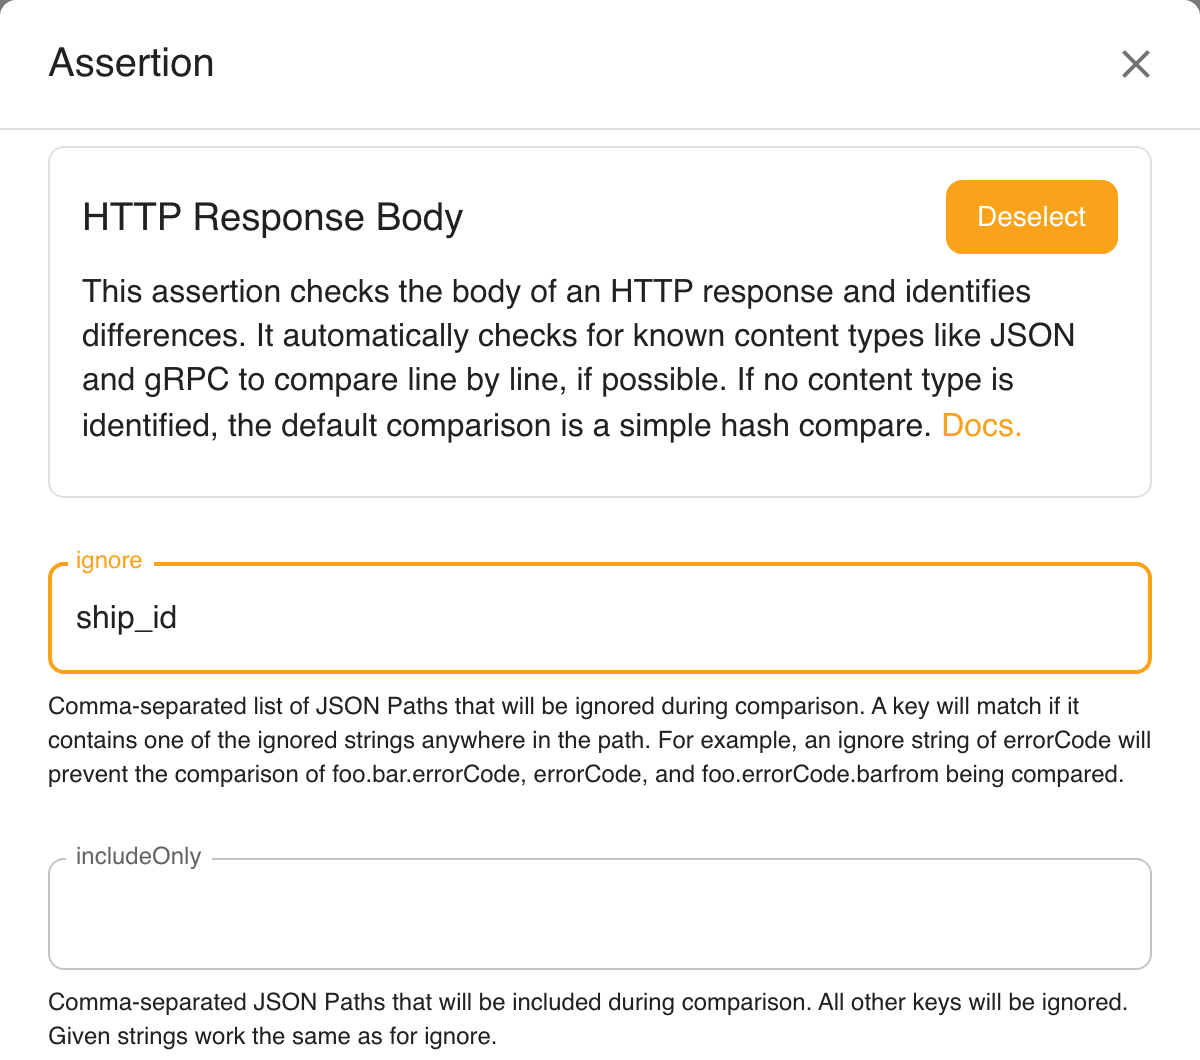 Assertion
HTTP Response Body
Deselect
This assertion checks the body of an HTTP response and identifies
differences. It automatically checks for known content types like JSON
and gRPC to compare line by line, if possible. If no content type is
identified, the default comparison is a simple hash compare. Docs.
ignore
ship_id
Comma-separated list of JSON Paths that will be ignored during comparison. A key will match if it
contains one of the ignored strings anywhere in the path. For example, an ignore string of errorCode will
prevent the comparison of foo.bar.errorCode, errorCode, and foo.errorCode.barfrom being compared.
includeOnly
Comma-separated JSON Paths that will be included during comparison. All other keys will be ignored.
Given strings work the same as for ignore.